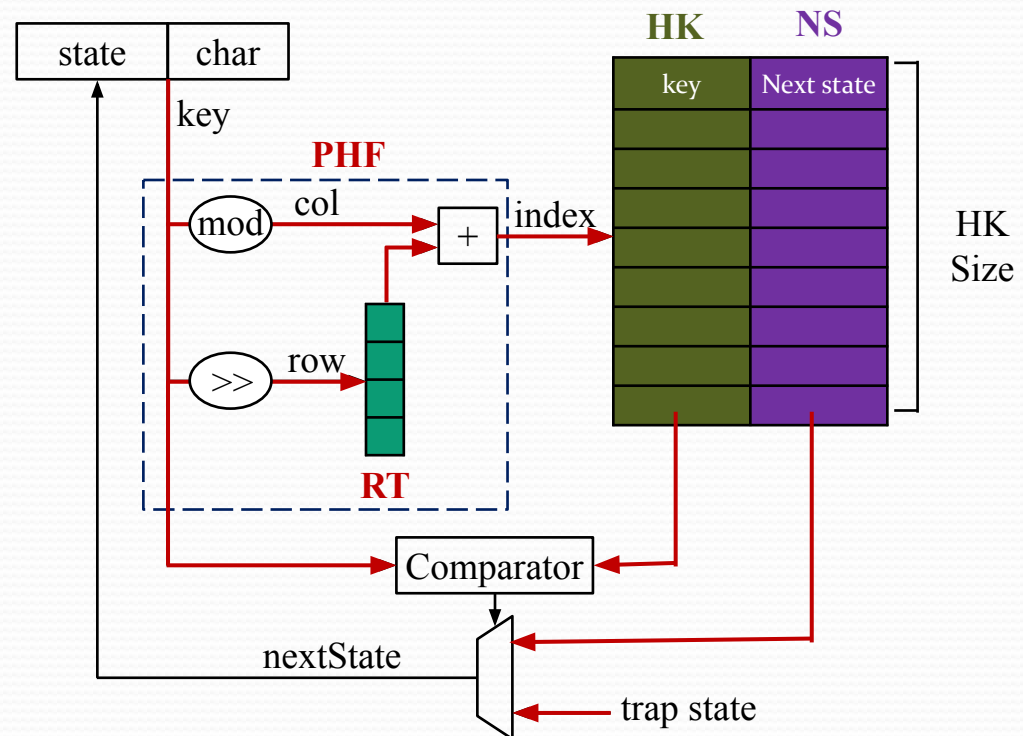 HK NS
state char
key Next state
key
PHF
mod col + index
HK
Size
>> row
RT
Comparator
nextState
trap state